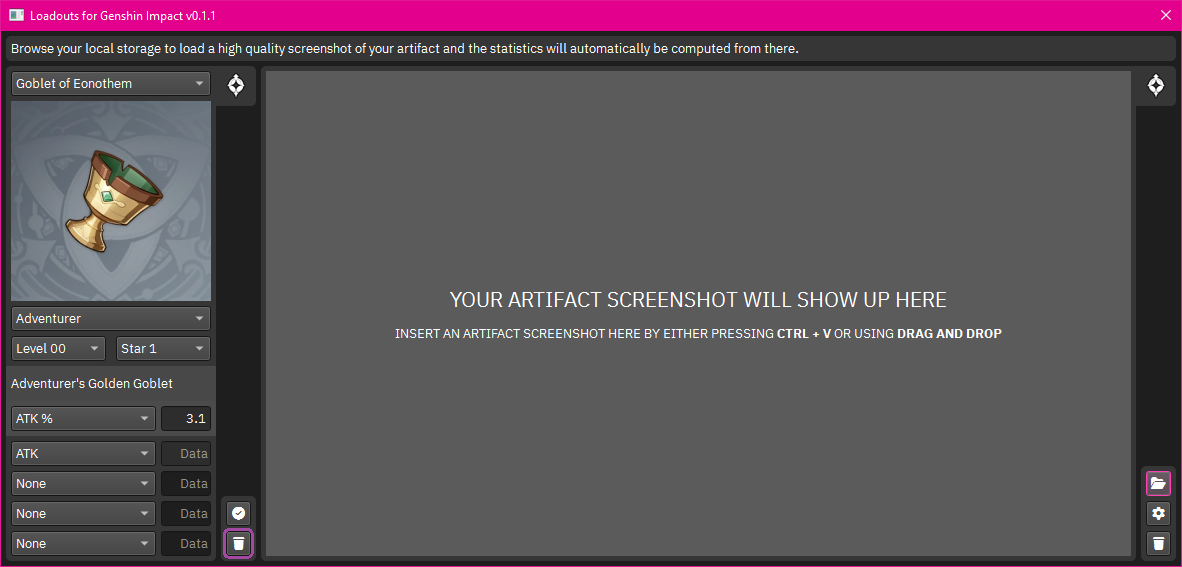 Loadouts for Genshin Impact v0.1.1
Browse your local storage to load a high quality screenshot of your artifact and the statistics will automatically be computed from there.
Goblet of Eonothem
Adventurer
Level 00 Star 1
Adventurer's Golden Goblet
ATK % 3.1
ATK Data
None Data
None Data
None Data
YOUR ARTIFACT SCREENSHOT WILL SHOW UP HERE
INSERT AN ARTIFACT SCREENSHOT HERE BY EITHER PRESSING CTRL + V OR USING DRAG AND DROP